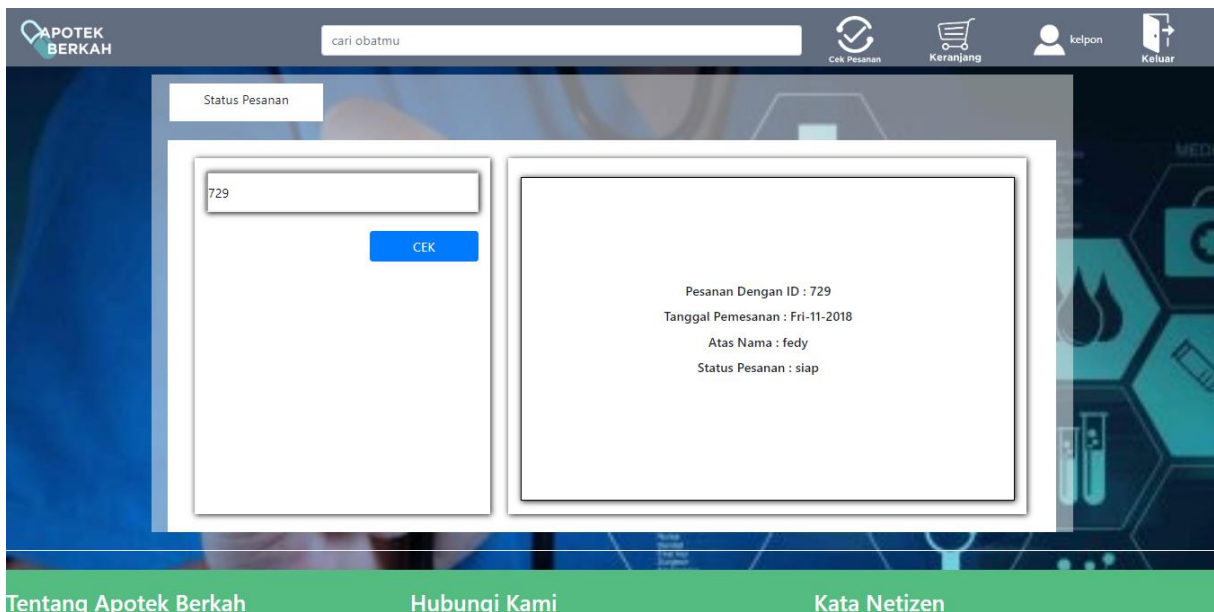 APOTEK
BERKAH
cari obatmu
Cek Pesanan
Keranjang
kelpon
Keluar
Status Pesanan
729
CEK
Pesanan Dengan ID : 729
Tanggal Pemesanan : Fri-11-2018
Atas Nama : fedy
Status Pesanan : siap
Tentang Apotek Berkah
Hubungi Kami
Kata Netizen